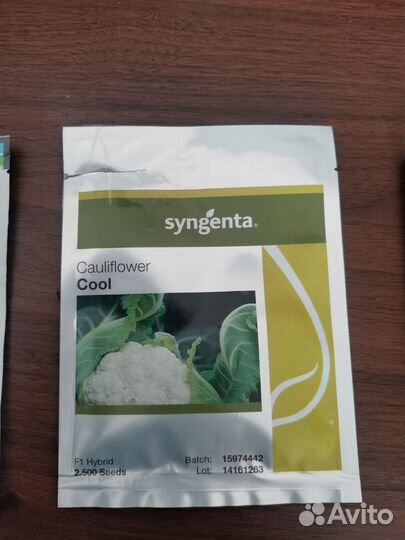 syngenta®
Cauliflower
Cool
F1 Hybrid
2.500 Seeds
Batch: 15974442
Lot: 14161263
Avito